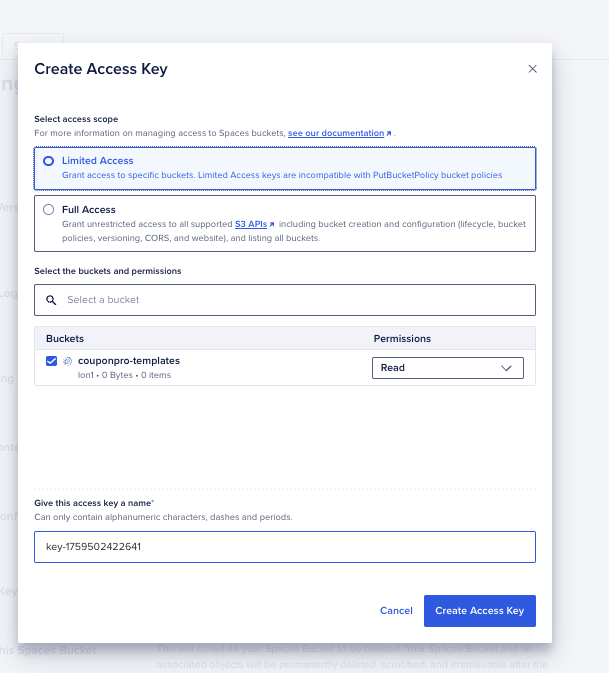 Create Access Key
Select access scope
For more information on managing access to Spaces buckets, see our documentation .
Limited Access
Grant access to specific buckets. Limited Access keys are incompatible with PutBucketPolicy bucket policies
Full Access
Grant unrestricted access to all supported S3 APIs including bucket creation and configuration (lifecycle, bucket
policies, versioning, CORS, and website), and listing all buckets.
Select the buckets and permissions
Select a bucket
Buckets Permissions
couponpro-templates Read
lon1 • 0 Bytes • 0 items
Give this access key a name*
Can only contain alphanumeric characters, dashes and periods.
key-1759502422641
Cancel Create Access Key
his Spaces Bucket This will schedule your Spaces Bucket to be deleted. Your Spaces Bucket and all
associated objects will be permanently deleted, scrubbed, and irretrievable after the